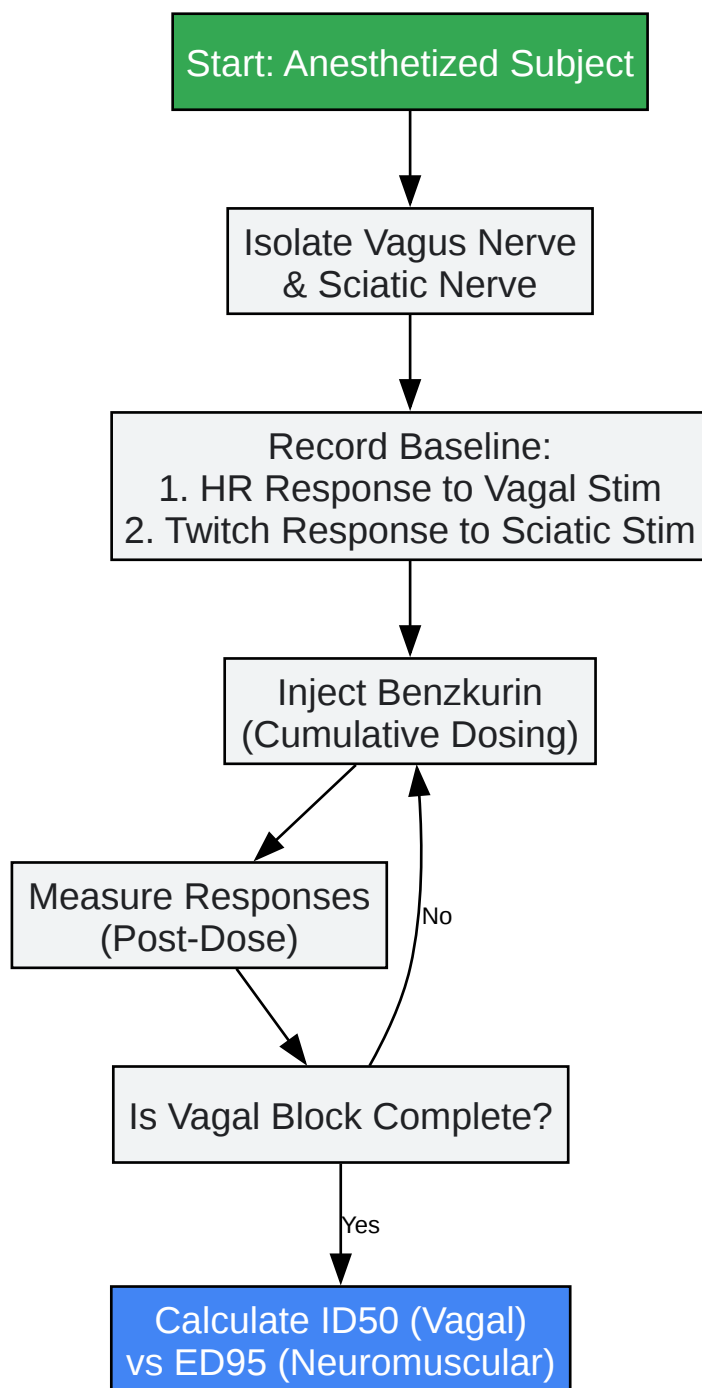 Start: Anesthetized Subject
Isolate Vagus Nerve
& Sciatic Nerve
Record Baseline:
1. HR Response to Vagal Stim
2. Twitch Response to Sciatic Stim
Inject Benzkurin
(Cumulative Dosing)
Measure Responses
(Post-Dose)
No
Is Vagal Block Complete?
Yes
Calculate ID50 (Vagal)
vs ED95 (Neuromuscular)